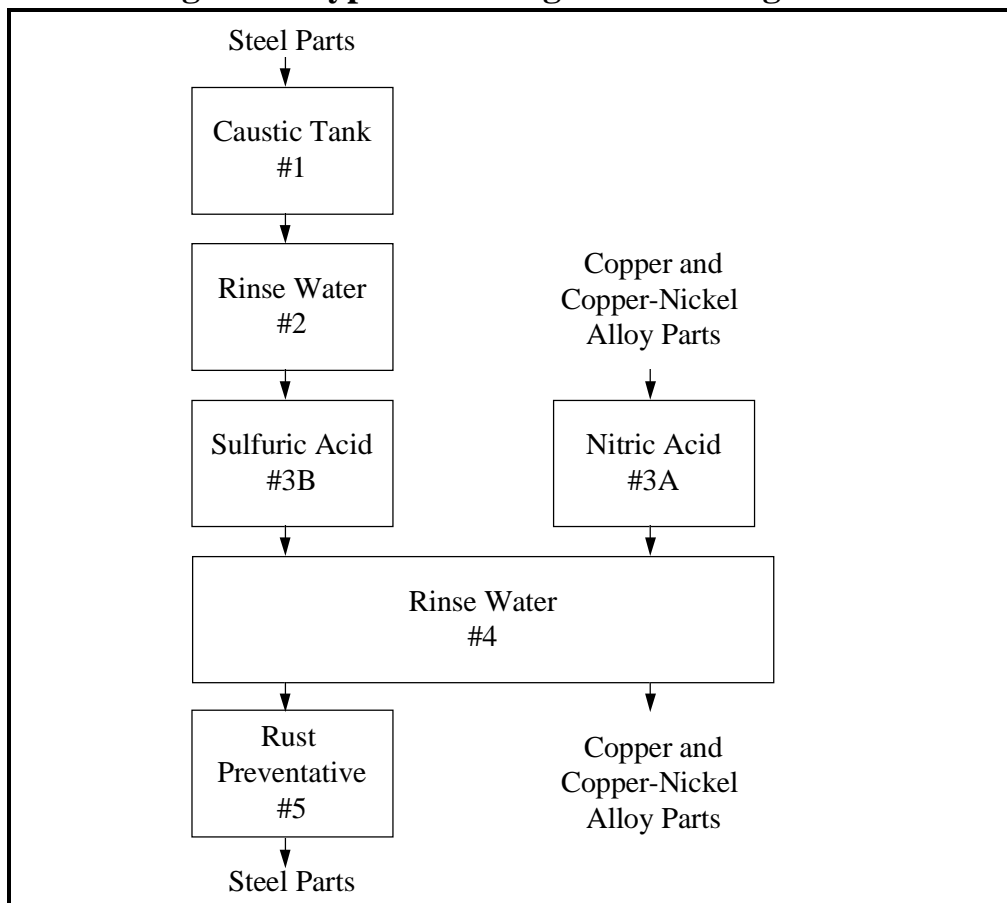 Steel Parts
Caustic Tank
#1
Rinse Water
#2
Copper and
Copper-Nickel
Alloy Parts
Sulfuric Acid
#3B
Nitric Acid
#3A
Rinse Water
#4
Rust
Preventative
#5
Copper and
Copper-Nickel
Alloy Parts
Steel Parts